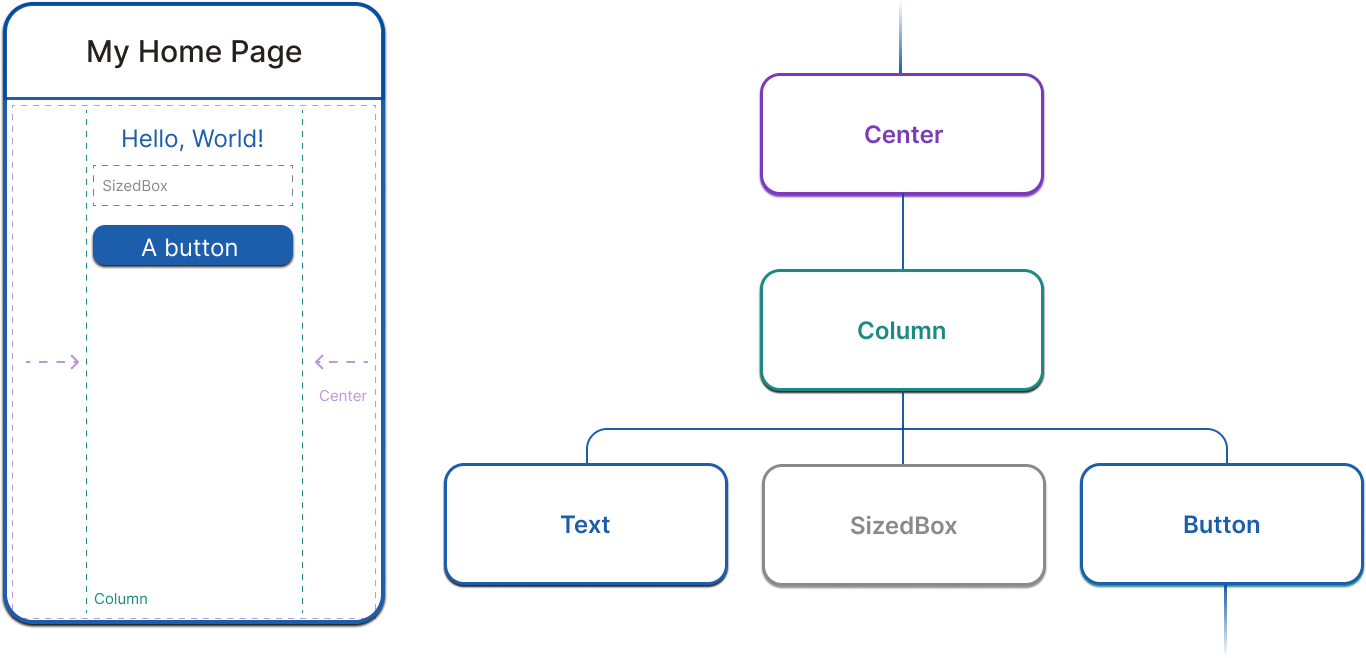 My Home Page
Hello, World!
SizedBox
A button
Center
Column
Center
Column
Text
SizedBox
Button